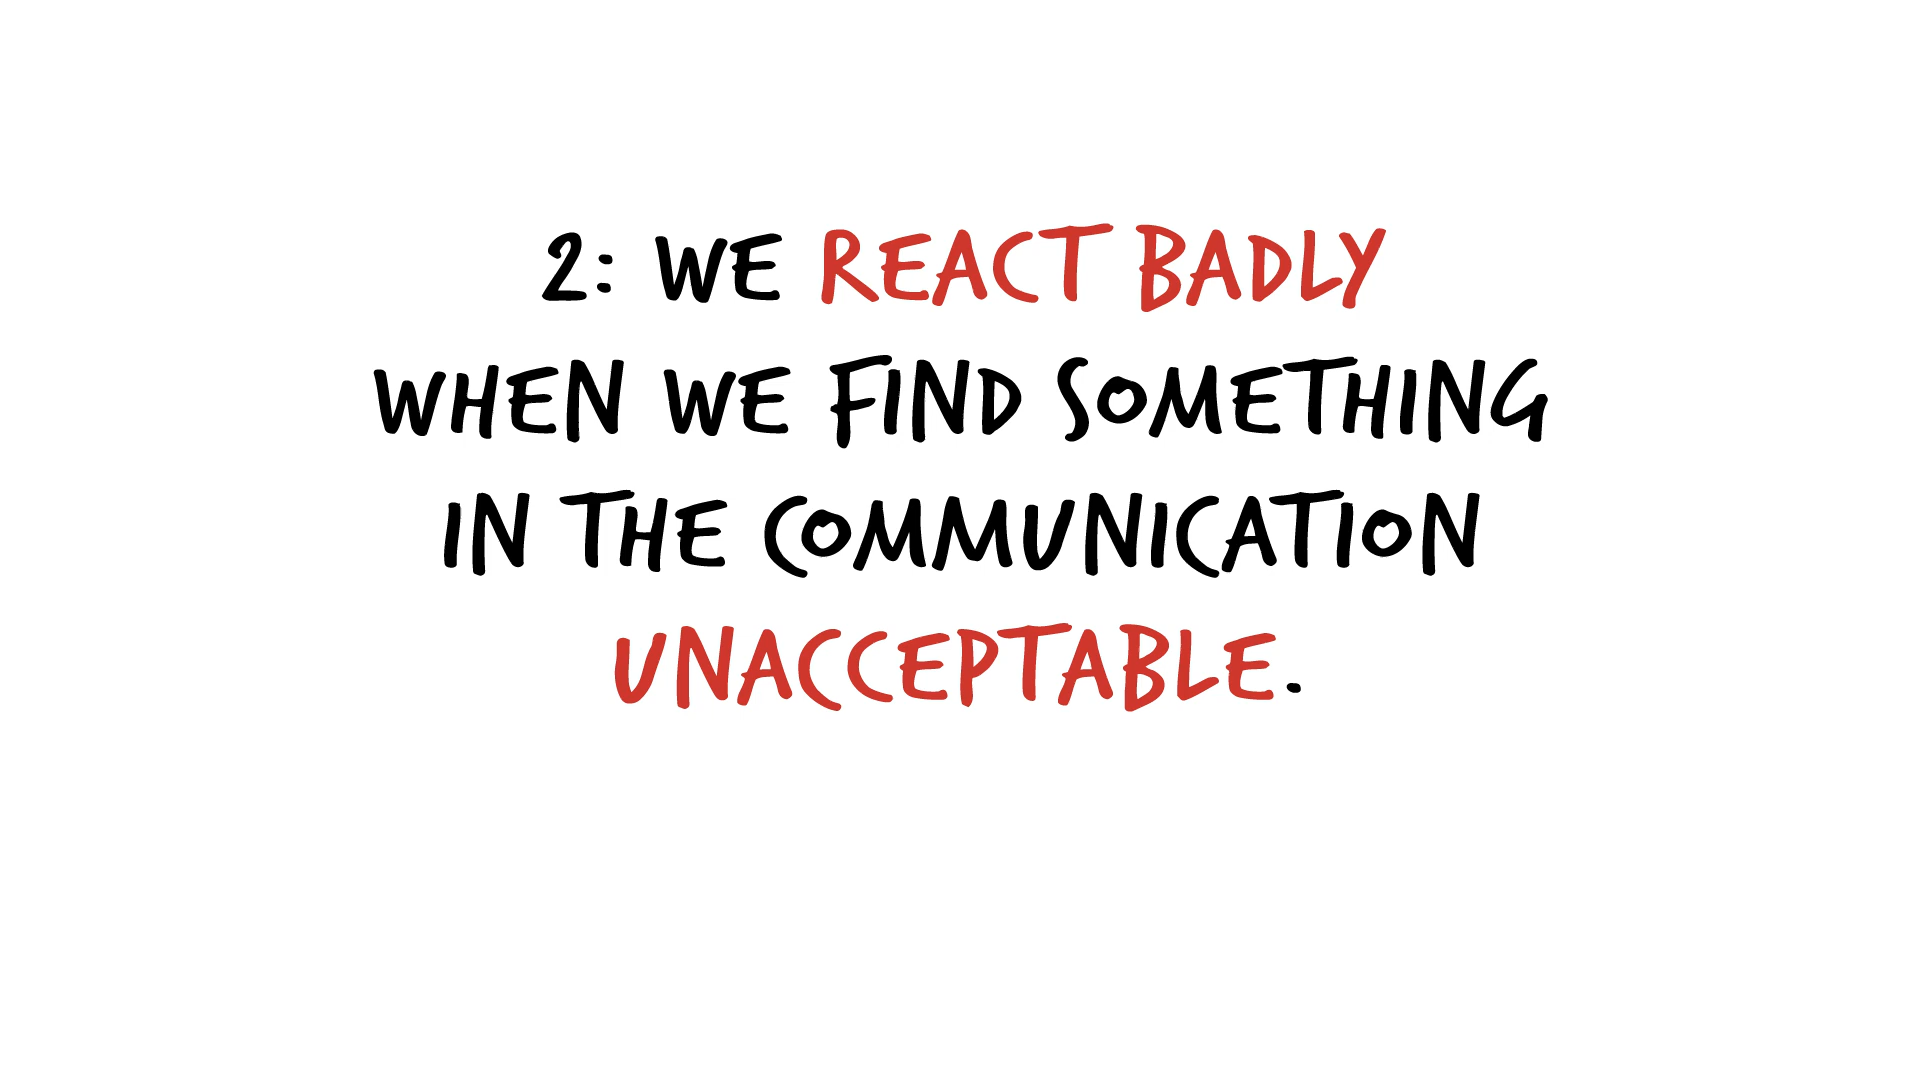 2: WE REACT BADLY
WHEN WE FIND SOMETHING
IN THE COMMUNICATION
UNACCEPTABLE.